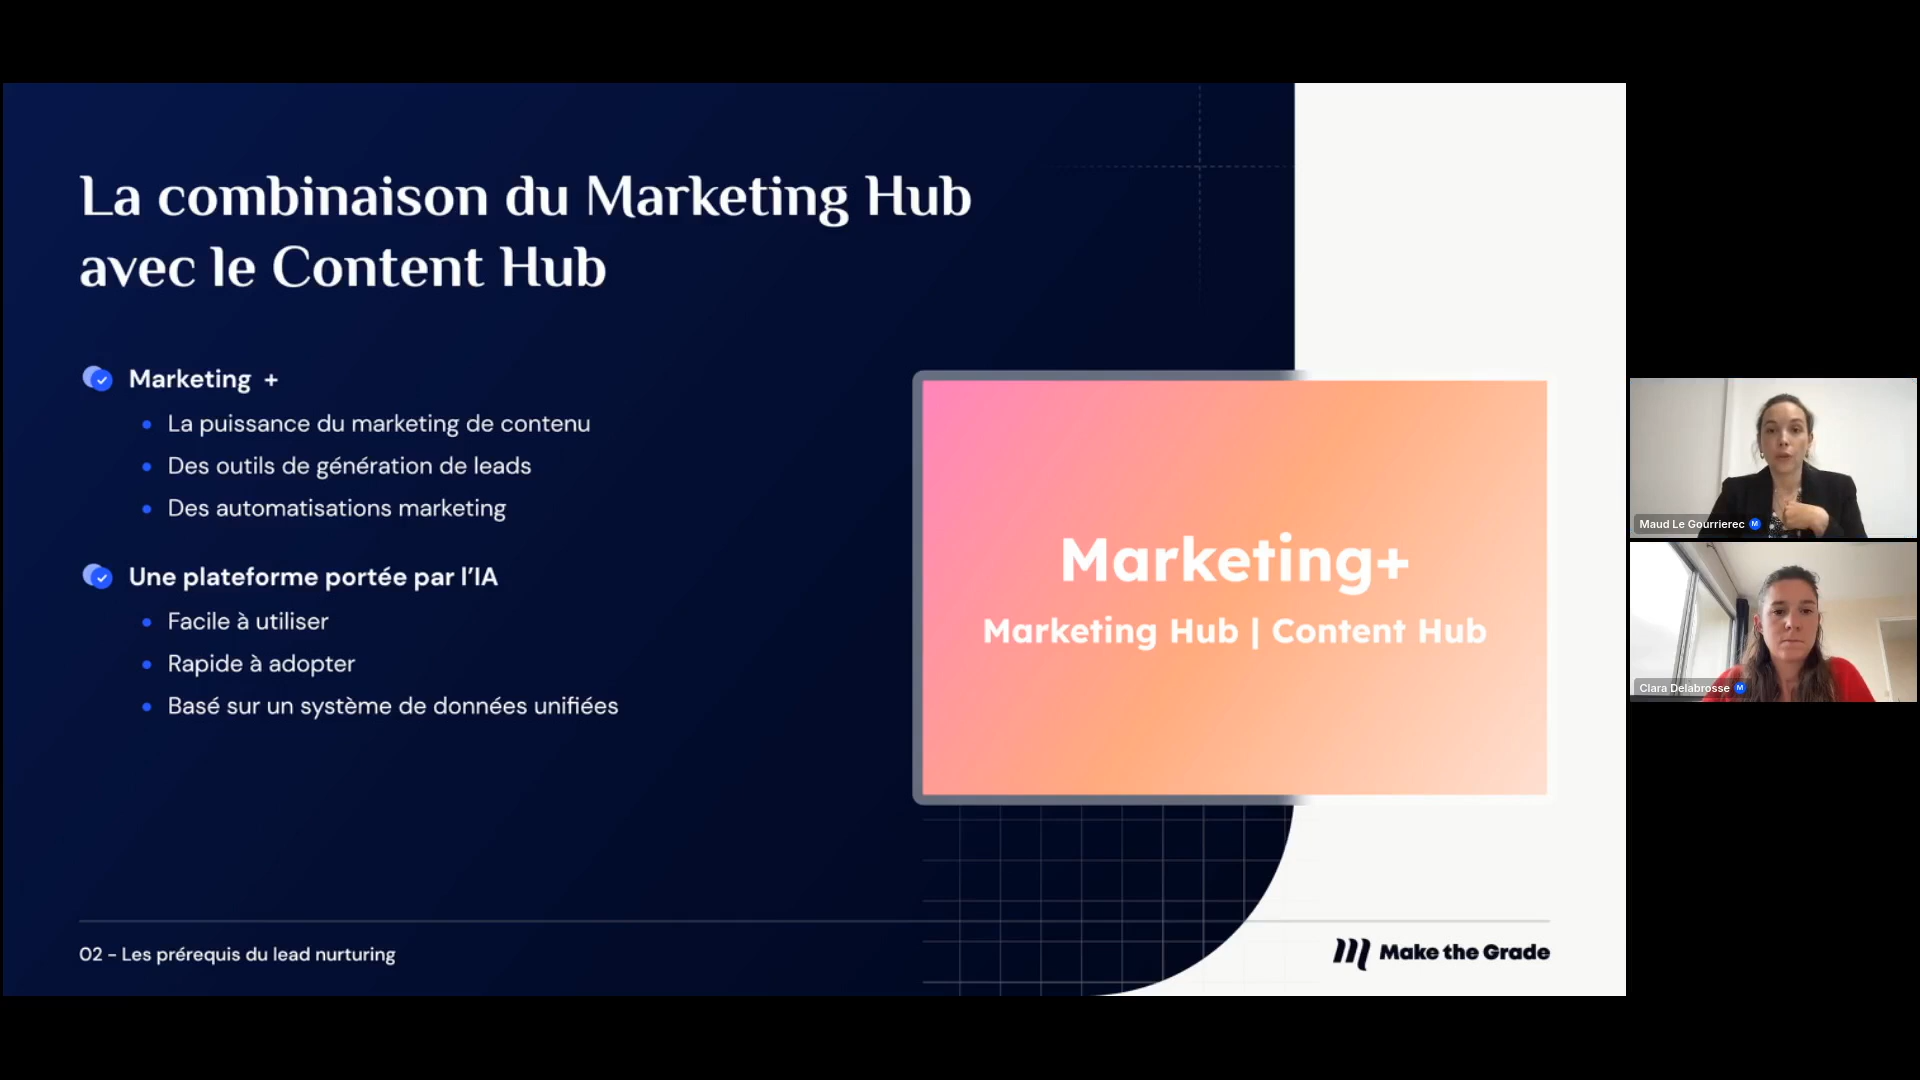 La combinaison du Marketing Hub
avec le Content Hub
Marketing +
La puissance du marketing de contenu
Des outils de génération de leads
Des automatisations marketing
Une plateforme portée par l’IA
Facile à utiliser
Rapide à adopter
Basé sur un système de données unifiées
Marketing+
Marketing Hub | Content Hub
02 - Les prérequis du lead nurturing
Make the Grade
Maud Le Gourrierec M
Clara Delabrosse M